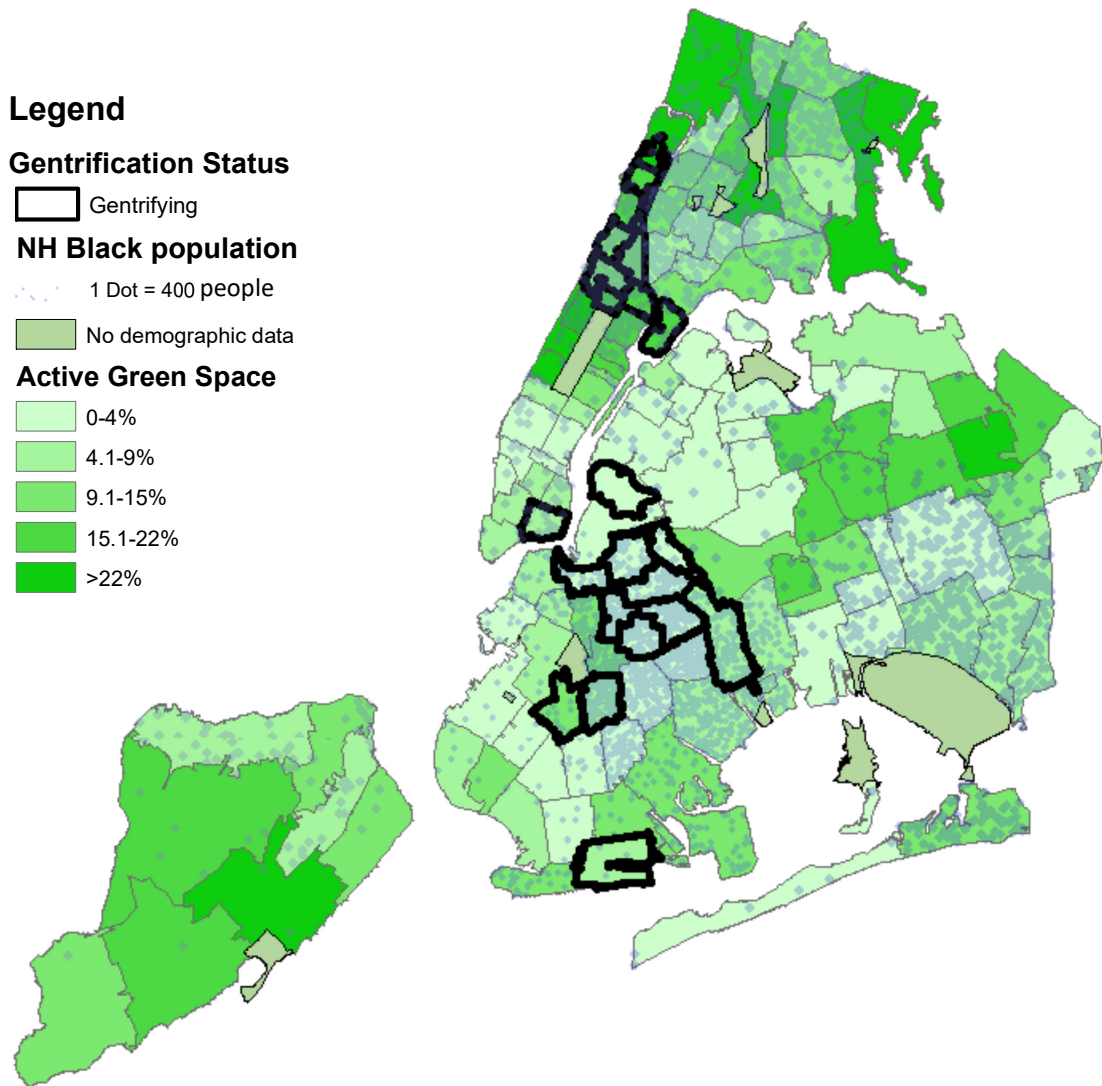 Legend
Gentrification Status
Gentrifying
NH Black population
1 Dot = 400 people
No demographic data
Active Green Space
0-4%
4.1-9%
9.1-15%
15.1-22%
>22%